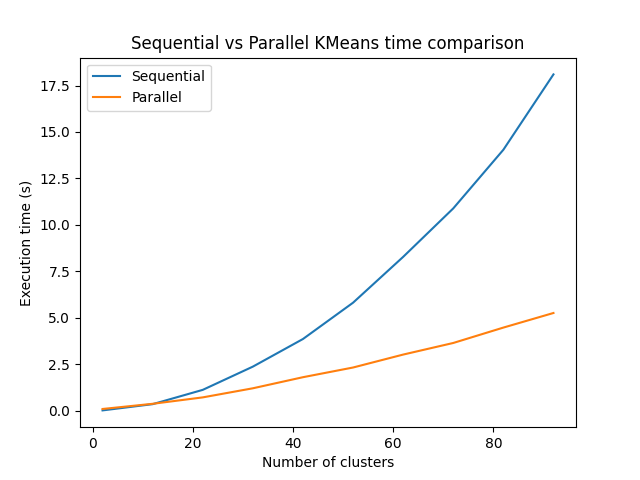 Sequential vs Parallel KMeans time comparison
Sequential
Parallel
17.5
15.0
12.5
10.0
7.5
5.0
2.5
0.0
Execution time (s)
0 20 40 60 80
Number of clusters